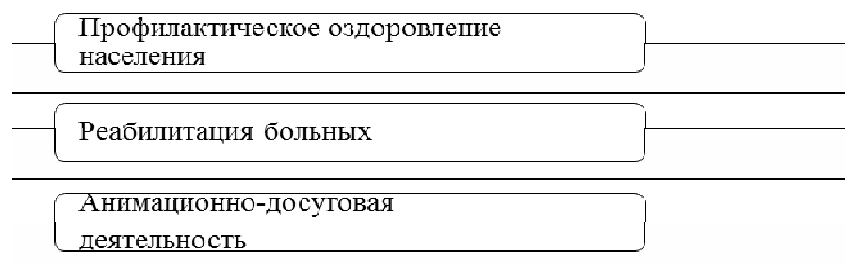 Профилактическое оздоровление
населения
Реабилитация больных
Анимационно-досуговая
деятельность